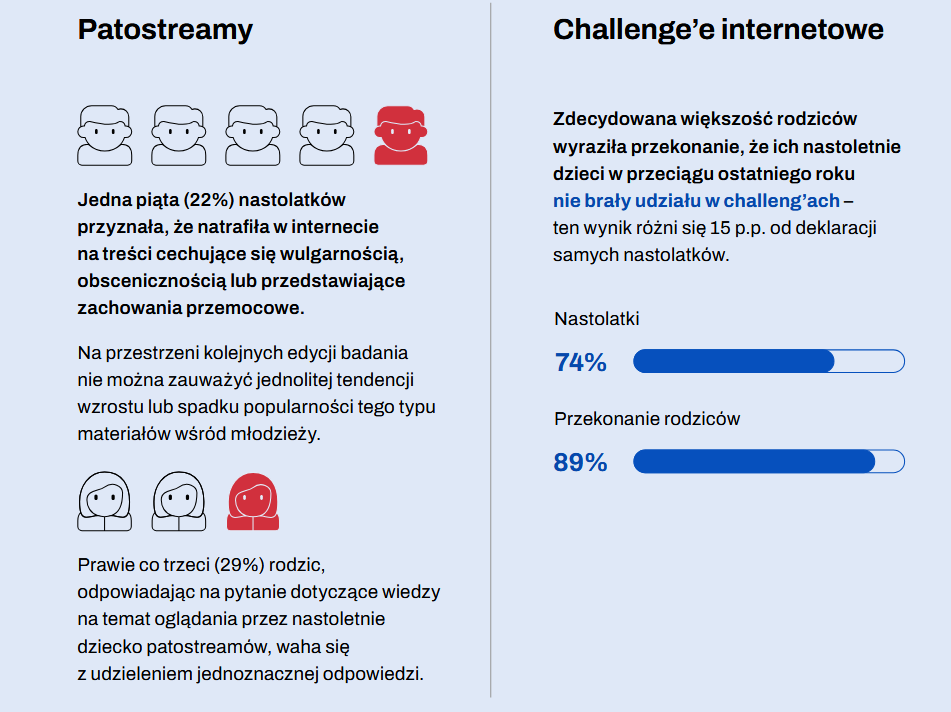 Patostreamy
Jedna piąta (22%) nastolatków
przyznała, że natrafiła w internecie
na treści cechujące się wulgarnością,
obscenicznością lub przedstawiające
zachowania przemocowe.
Na przestrzeni kolejnych edycji badania
nie można zauważyć jednolitej tendencji
wzrostu lub spadku popularności tego typu
materiałów wśród młodzieży.
Prawie co trzeci (29%) rodzic,
odpowiadając na pytanie dotyczące wiedzy
na temat oglądania przez nastoletnie
dziecko patostreamów, waha się
z udzieleniem jednoznacznej odpowiedzi.
Challenge’e internetowe
Zdecydowana większość rodziców
wyraziła przekonanie, że ich nastoletnie
dzieci w przeciągu ostatniego roku
nie brały udziału w challeng’ach –
ten wynik różni się 15 p.p. od deklaracji
samych nastolatków.
Nastolatki
74%
Przekonanie rodziców
89%